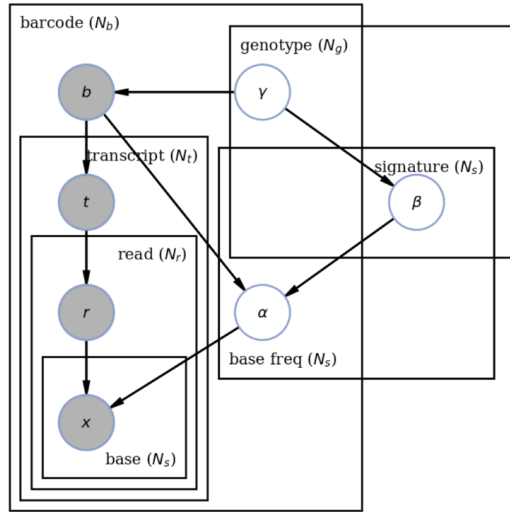 barcode (N_b)
genotype (N_g)
b
γ
transcript (N_t)
signature (N_s)
t
β
read (N_r)
r
α
base freq (N_s)
x
base (N_s)